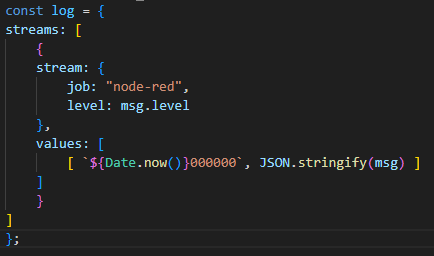 const log = {
streams: [
    {
    stream: {
        job: "node-red",
        level: msg.level
    },
    values: [
        [ `${Date.now()}000000`, JSON.stringify(msg) ]
    ]
    }
]
};